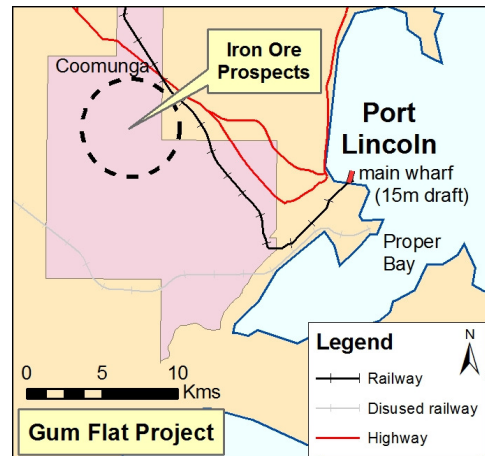 Iron Ore
Prospects
Coomunga
Port
Lincoln
main wharf
(15m draft)
Proper
Bay
Legend
N
Railway
Disused railway
Highway
0 5 10
Kms
Gum Flat Project